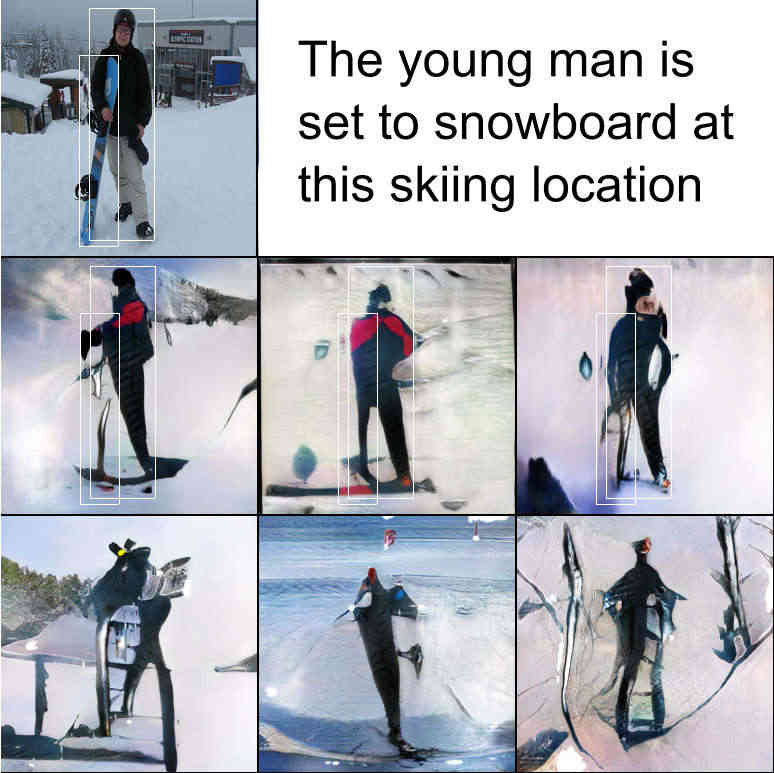 The young man is
set to snowboard at
this skiing location